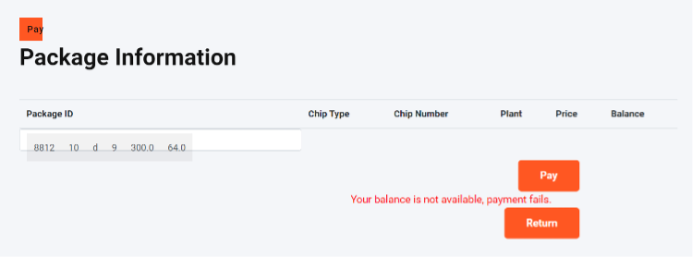 Pay
Package Information
Package ID Chip Type Chip Number Plant Price Balance
8812 10 d 9 300.0 64.0
Pay
Your balance is not available, payment fails.
Return